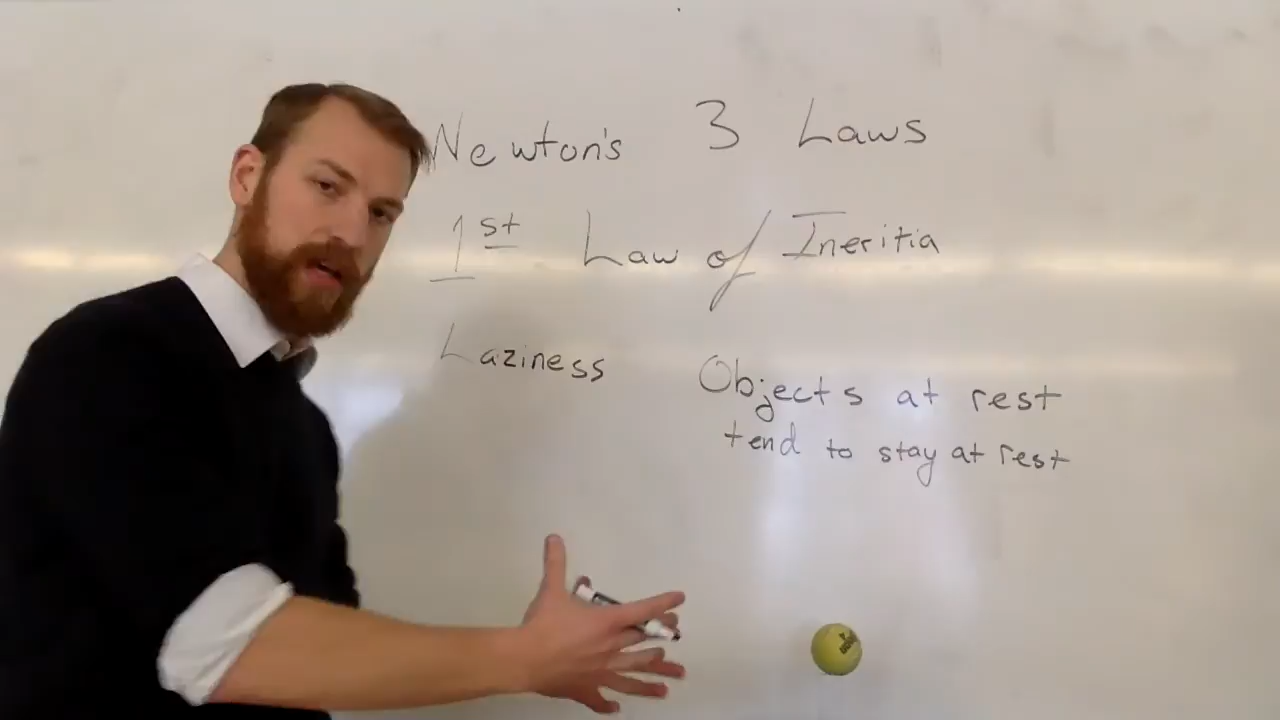 Newton's 3 Laws
1st Law of Ineritia
Laziness
Objects at rest
tend to stay at rest